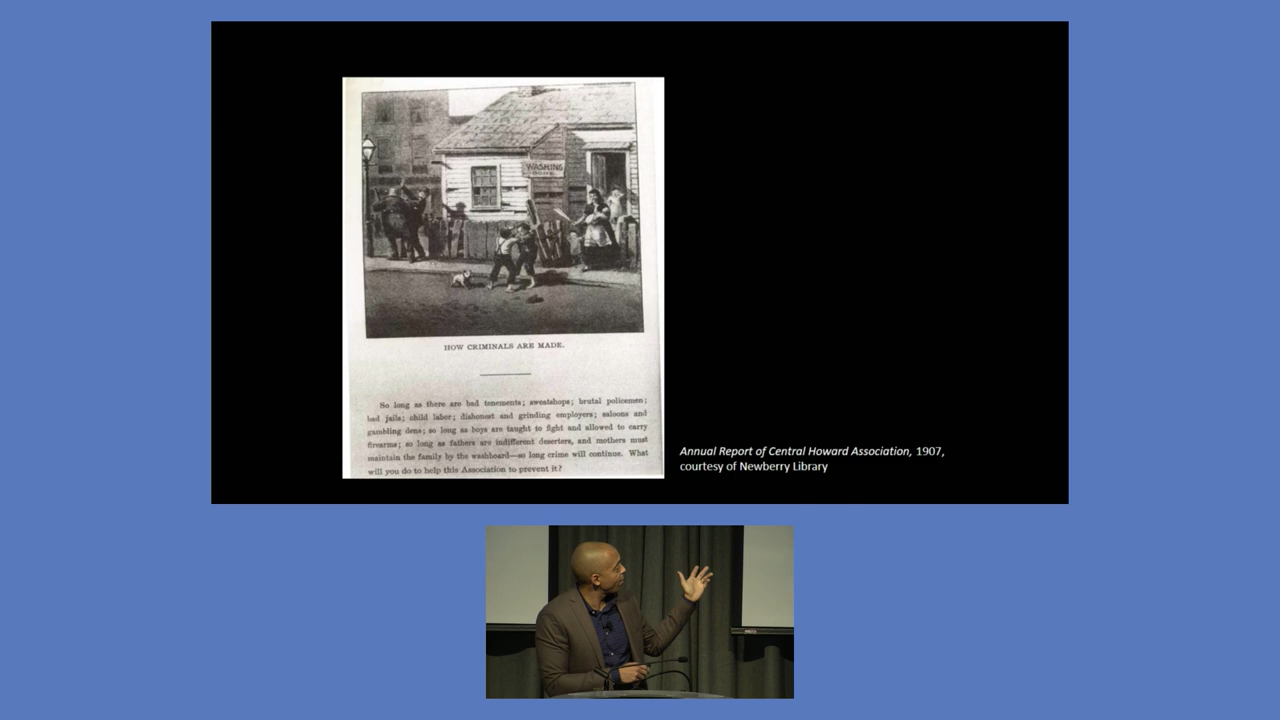 WASHING
DONE.
HOW CRIMINALS ARE MADE.
So long as there are bad tenements; sweatshops; brutal policemen;
bad jails; child labor; dishonest and grinding employers; saloons and
gambling dens; so long as boys are taught to fight and allowed to carry
firearms; so long as fathers are indifferent deserters, and mothers must
maintain the family by the washboard—so long crime will continue. What
will you do to help this Association to prevent it?
Annual Report of Central Howard Association, 1907,
courtesy of Newberry Library